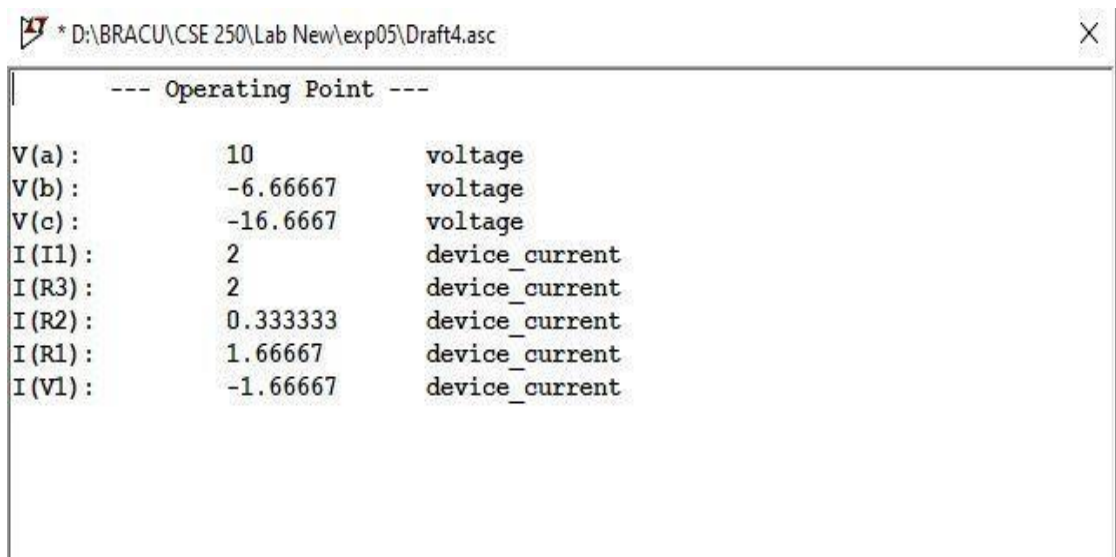 * D:\BRACU\CSE 250\Lab New\exp05\Draft4.asc
--- Operating Point ---
V(a): 10 voltage
V(b): -6.66667 voltage
V(c): -16.6667 voltage
I(I1): 2 device_current
I(R3): 2 device_current
I(R2): 0.333333 device_current
I(R1): 1.66667 device_current
I(V1): -1.66667 device_current